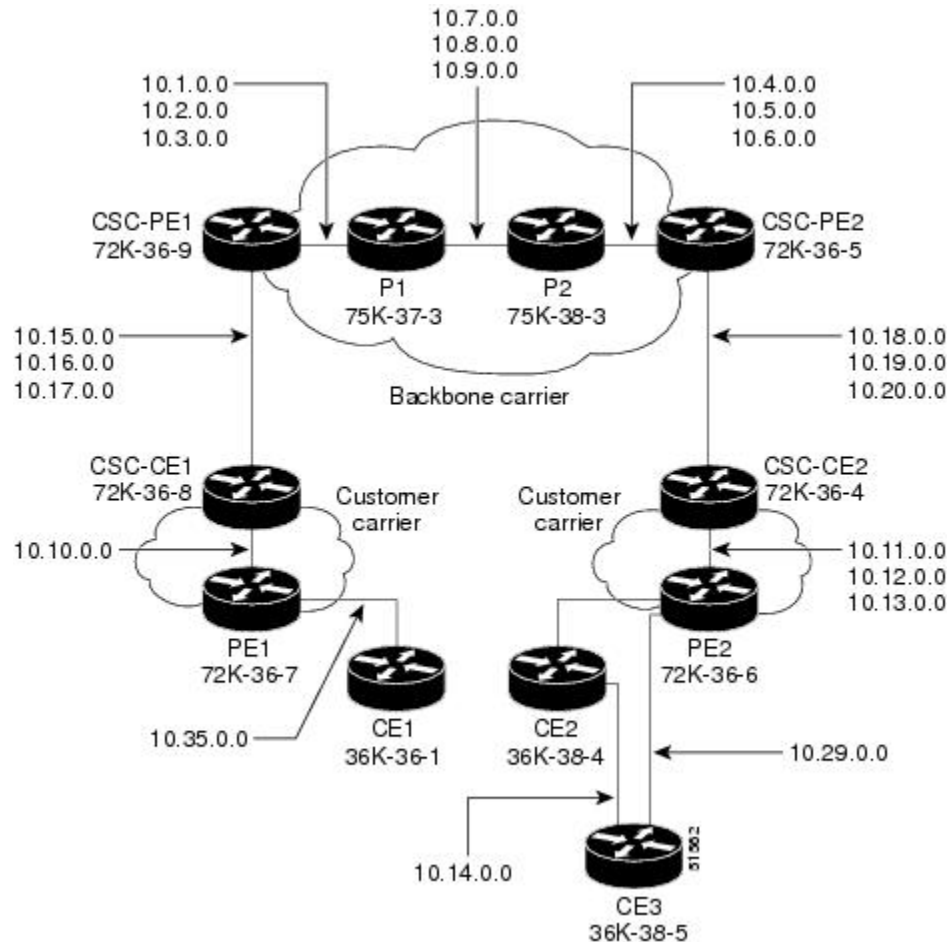 10.7.0.0
10.8.0.0
10.9.0.0
10.1.0.0
10.2.0.0
10.3.0.0
10.4.0.0
10.5.0.0
10.6.0.0
CSC-PE1
72K-36-9
P1
75K-37-3
P2
75K-38-3
CSC-PE2
72K-36-5
10.15.0.0
10.16.0.0
10.17.0.0
Backbone carrier
10.18.0.0
10.19.0.0
10.20.0.0
CSC-CE1
72K-36-8
Customer
carrier
Customer
carrier
CSC-CE2
72K-36-4
10.10.0.0
10.11.0.0
10.12.0.0
10.13.0.0
PE1
72K-36-7
PE2
72K-36-6
10.35.0.0
CE1
36K-36-1
CE2
36K-38-4
10.29.0.0
10.14.0.0
51562
CE3
36K-38-5